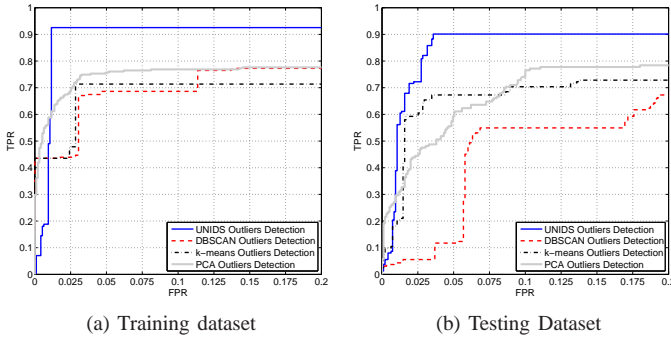 1
0.9
0.8
0.7
0.6
0.5
0.4
0.3
0.2
0.1
0
TPR
0 0.025 0.05 0.075 0.1 0.125 0.15 0.175 0.2
FPR
UNIDS Outliers Detection
DBSCAN Outliers Detection
k−means Outliers Detection
PCA Outliers Detection
(a) Training dataset
1
0.9
0.8
0.7
0.6
0.5
0.4
0.3
0.2
0.1
0
TPR
0 0.025 0.05 0.075 0.1 0.125 0.15 0.175 0.2
FPR
UNIDS Outliers Detection
DBSCAN Outliers Detection
k−means Outliers Detection
PCA Outliers Detection
(b) Testing Dataset